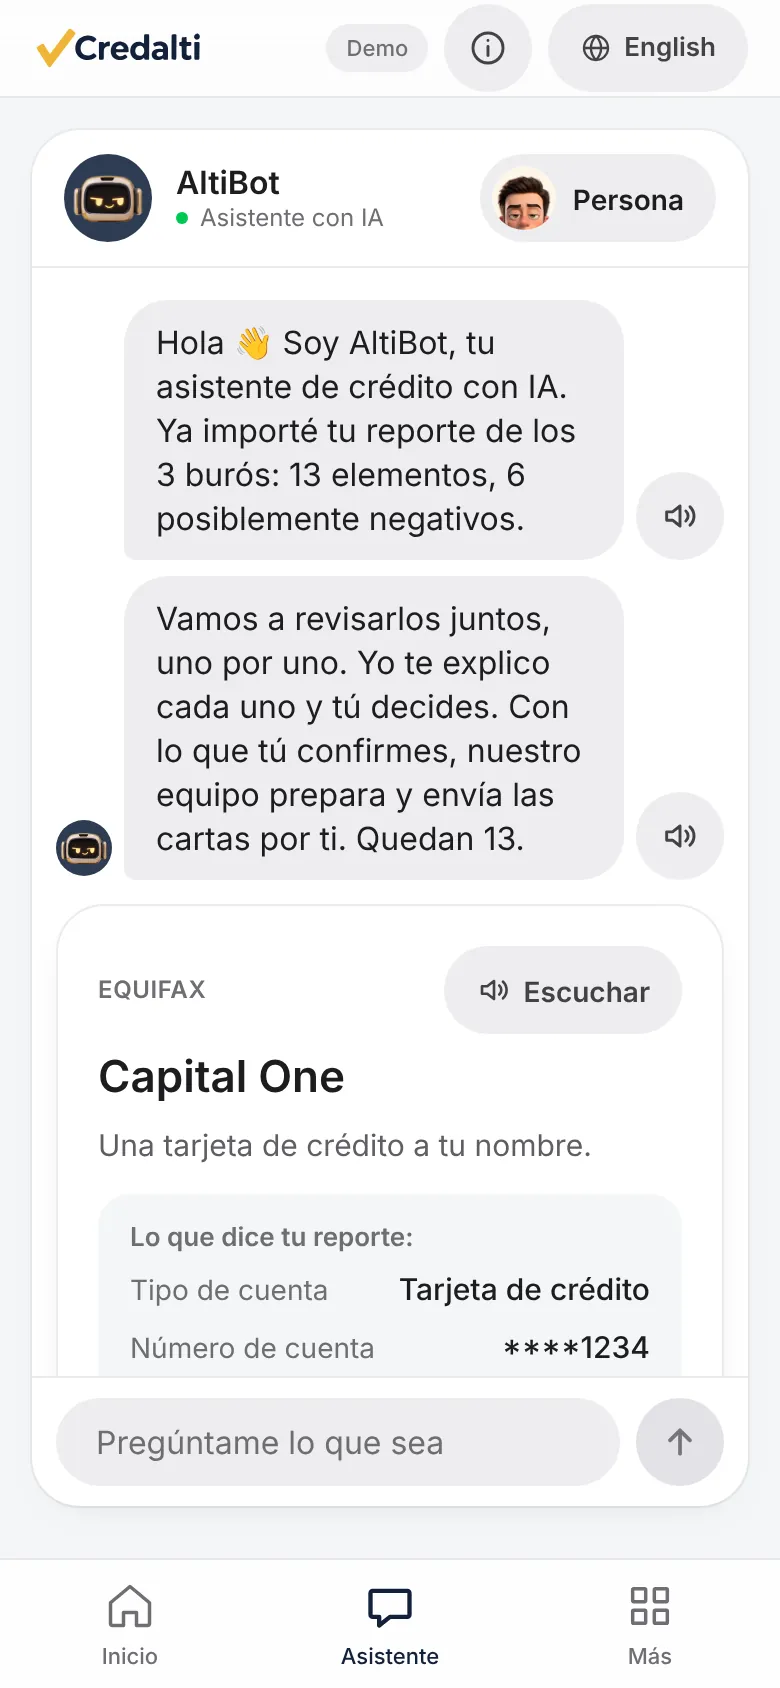 Credalti
Demo
English
AltiBot
Asistente con IA
Persona
Hola 👋 Soy AltiBot, tu
asistente de crédito con IA.
Ya importé tu reporte de los
3 burós: 13 elementos, 6
posiblemente negativos.
Vamos a revisarlos juntos,
uno por uno. Yo te explico
cada uno y tú decides. Con
lo que tú confirmes, nuestro
equipo prepara y envía las
cartas por ti. Quedan 13.
EQUIFAX
Escuchar
Capital One
Una tarjeta de crédito a tu nombre.
Lo que dice tu reporte:
Tipo de cuenta Tarjeta de crédito
Número de cuenta ****1234
Pregúntame lo que sea
Inicio
Asistente
Más